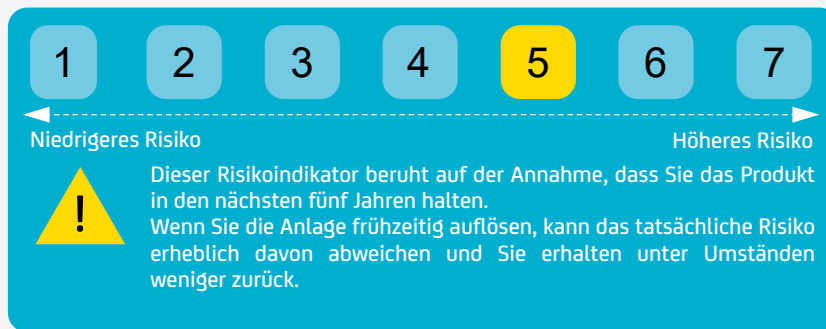 1 2 3 4 5 6 7
Niedrigeres Risiko Höheres Risiko
Dieser Risikoindikator beruht auf der Annahme, dass Sie das Produkt
in den nächsten fünf Jahren halten.
Wenn Sie die Anlage frühzeitig auflösen, kann das tatsächliche Risiko
erheblich davon abweichen und Sie erhalten unter Umständen
weniger zurück.
!